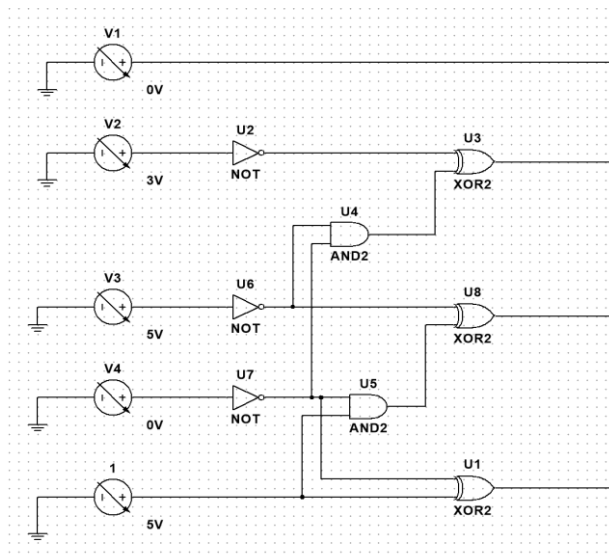 V1
0V
V2
3V
U2
NOT
U3
XOR2
U4
AND2
V3
5V
U6
NOT
U8
XOR2
V4
0V
U7
NOT
U5
AND2
1
5V
U1
XOR2